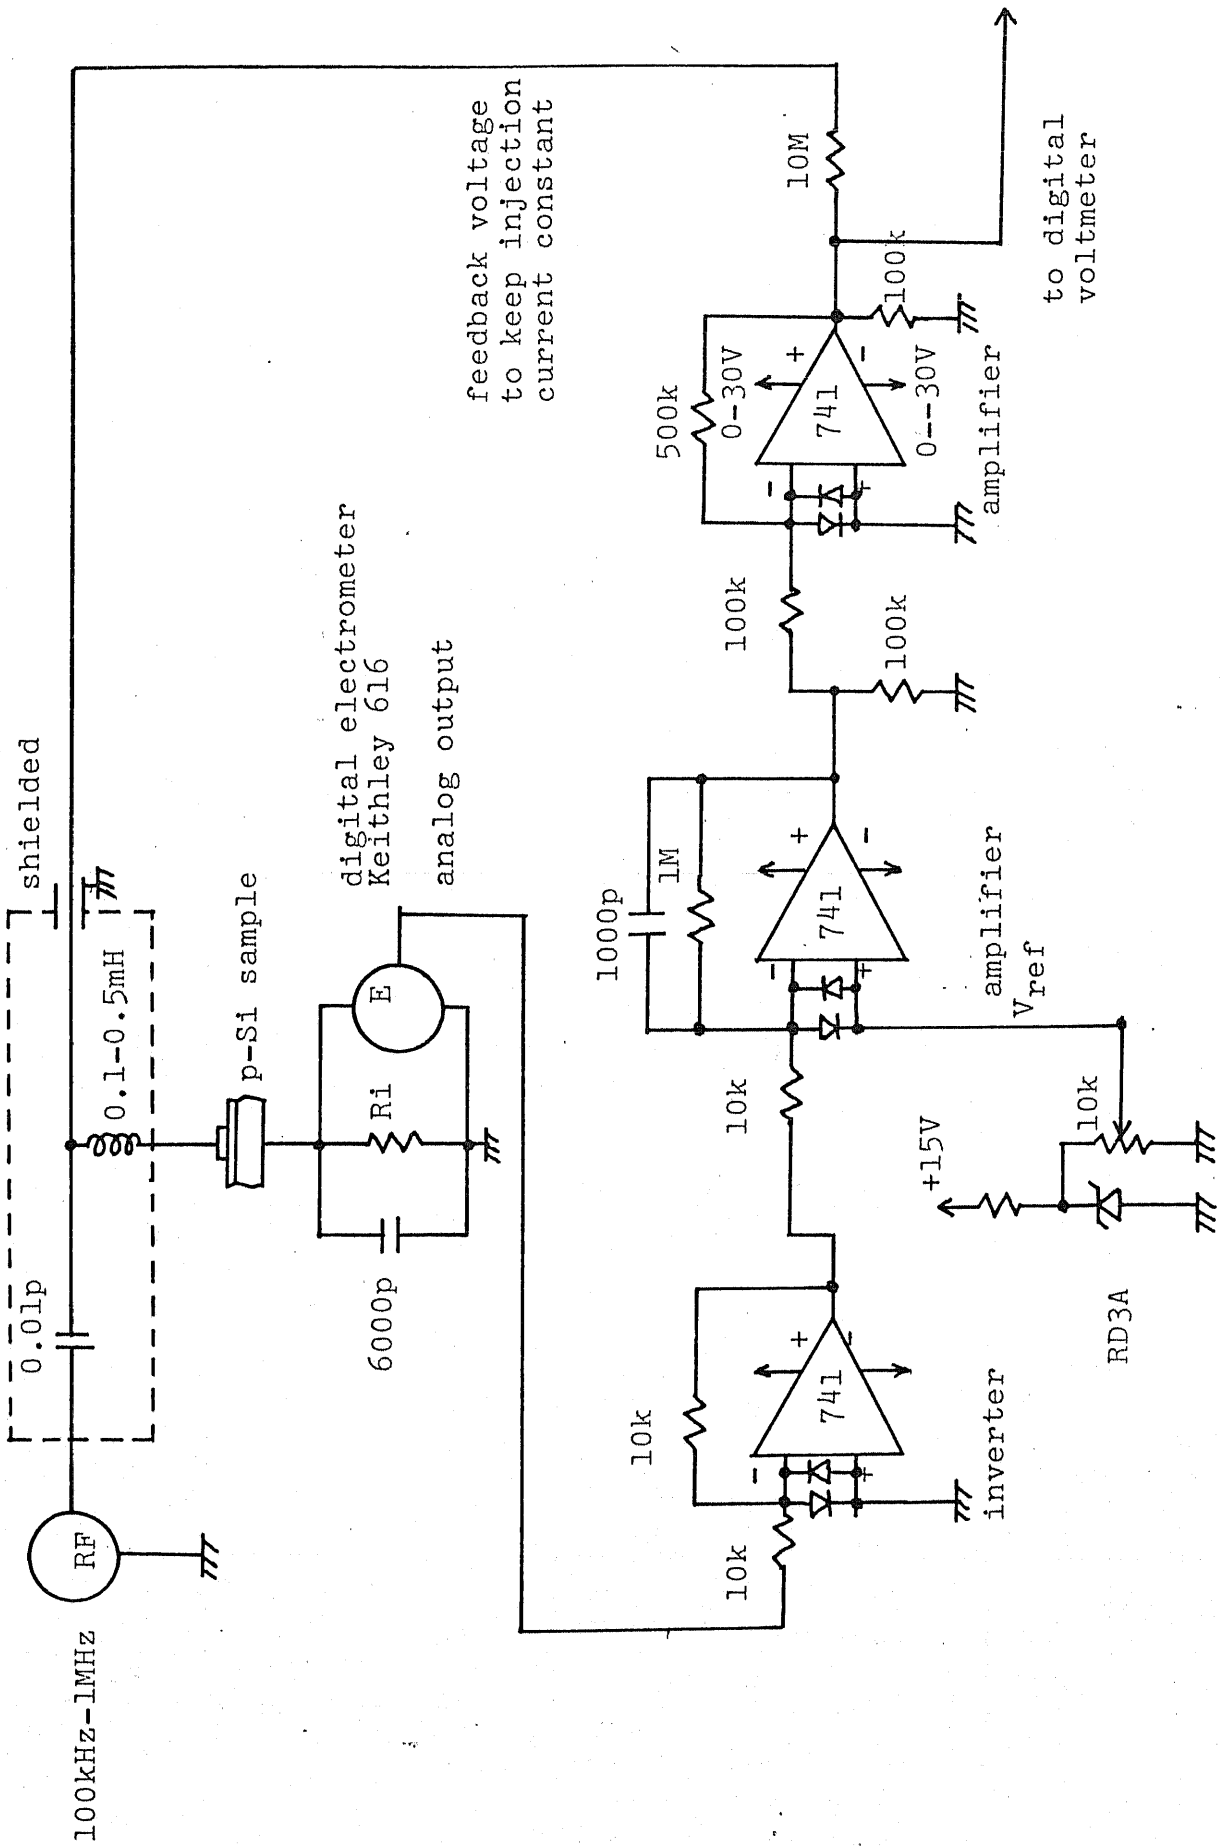 100kHz-1MHz
RF
0.01p
shielded
0.1-0.5mH
p-Si sample
6000p
Ri
E
digital electrometer
Keithley 616
analog output
feedback voltage
to keep injection
current constant
10k
10k
-
+
741
+
-
inverter
10k
1000p
1M
-
+
741
+
-
amplifier
Vref
+15V
10k
RD3A
100k
100k
500k
0-30V
-
+
741
+
-
0--30V
amplifier
100k
10M
to digital
voltmeter